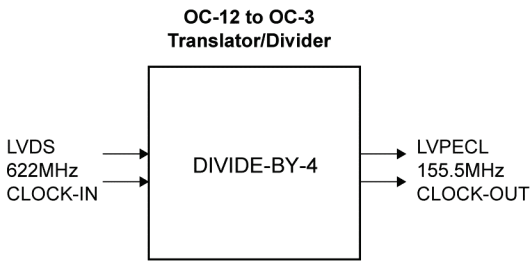 OC-12 to OC-3
Translator/Divider
LVDS
622MHz
CLOCK-IN
DIVIDE-BY-4
LVPECL
155.5MHz
CLOCK-OUT